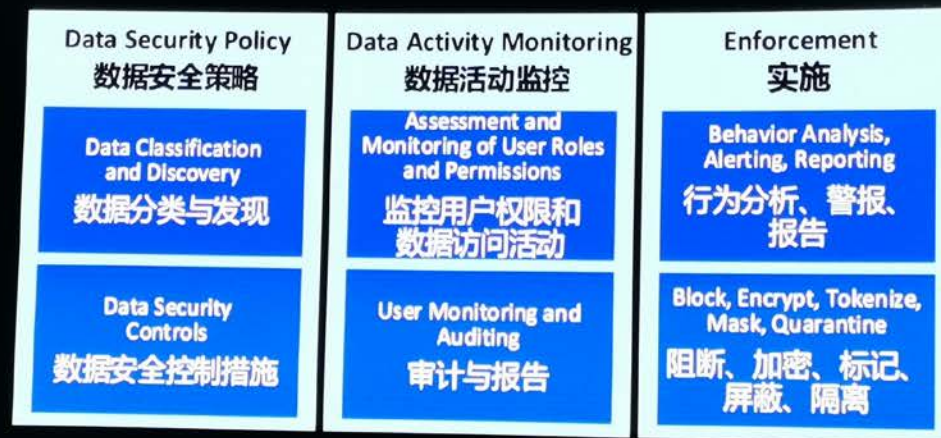 Data Security Policy
数据安全策略
Data Classification
and Discovery
数据分类与发现
Data Security
Controls
数据安全控制措施
Data Activity Monitoring
数据活动监控
Assessment and
Monitoring of User Roles
and Permissions
监控用户权限和
数据访问活动
User Monitoring and
Auditing
审计与报告
Enforcement
实施
Behavior Analysis,
Alerting, Reporting
行为分析、警报、
报告
Block, Encrypt, Tokenize,
Mask, Quarantine
阻断、加密、标记、
屏蔽、隔离